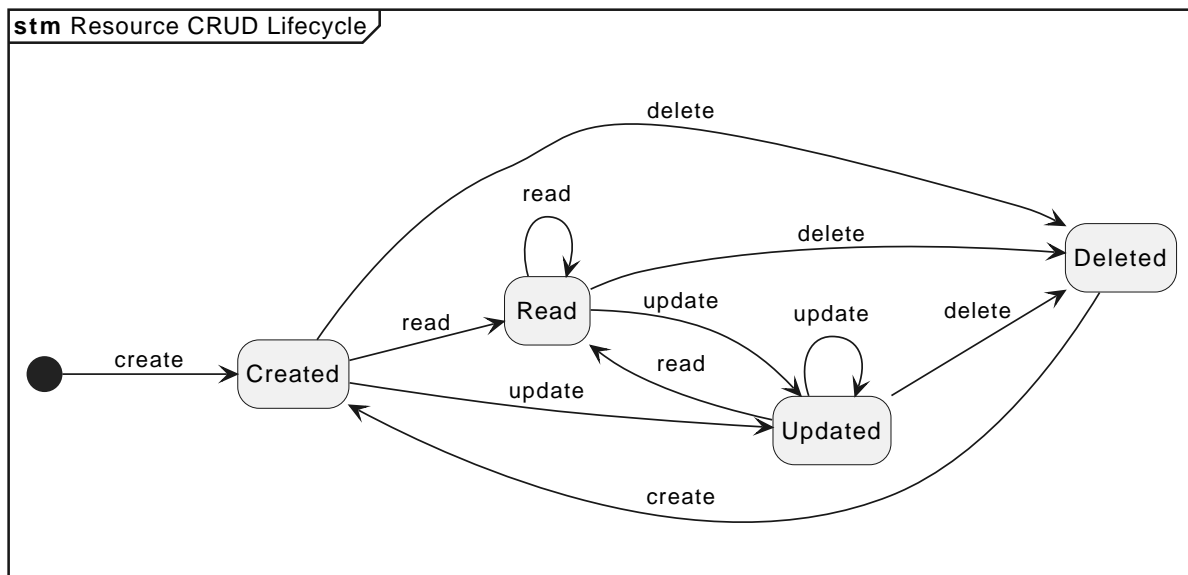 stm Resource CRUD Lifecycle
delete
read
delete
Deleted
update
Read
update
delete
read
read
create
Created
update
Updated
create